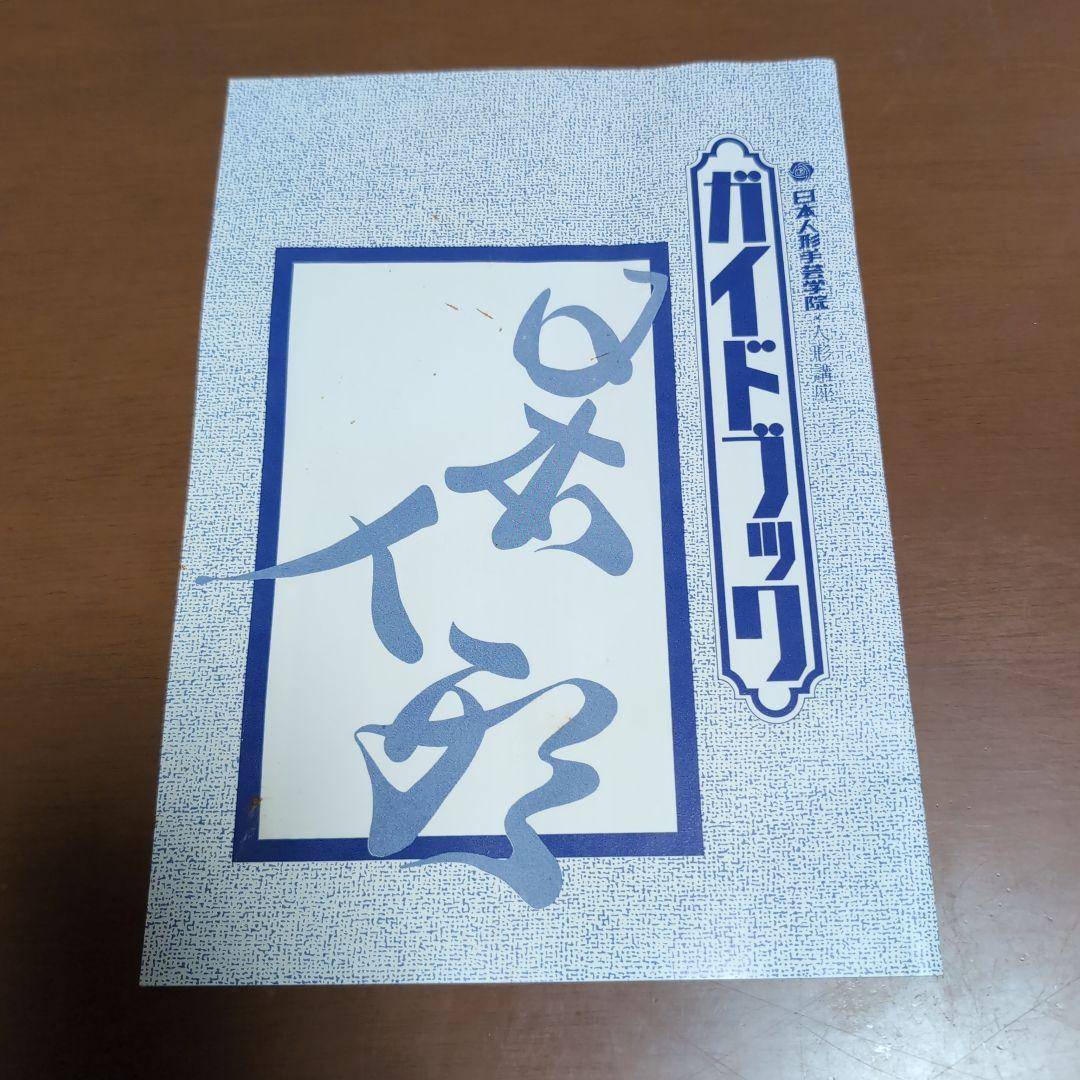 日本人形手芸学院・人形講座
ガイドブック
日本
人形